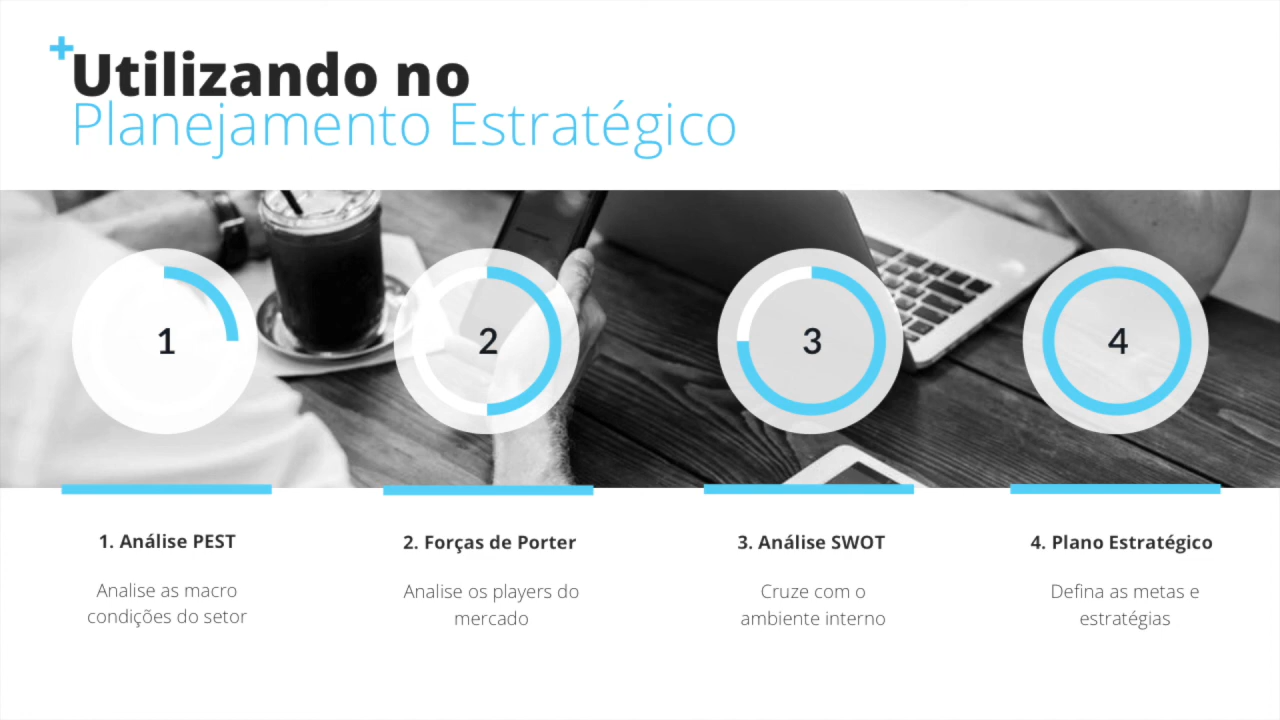 +
Utilizando no
Planejamento Estratégico
1
2
3
4
1. Análise PEST
Analise as macro
condições do setor
2. Forças de Porter
Analise os players do
mercado
3. Análise SWOT
Cruze com o
ambiente interno
4. Plano Estratégico
Defina as metas e
estratégias